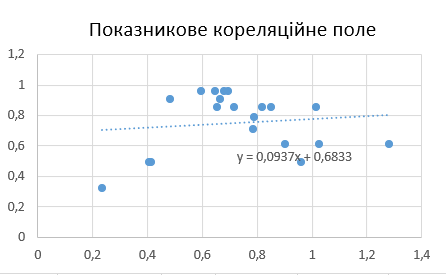 Показникове кореляційне поле
1,2
1
0,8
0,6
0,4
0,2
0
y = 0,0937x + 0,6833
0 0,2 0,4 0,6 0,8 1 1,2 1,4